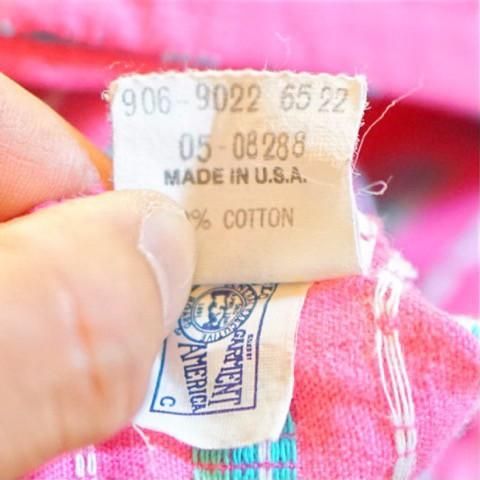 906-9022 6522
05-08288
MADE IN U.S.A.
% COTTON
GARMENT
AMERICA
C